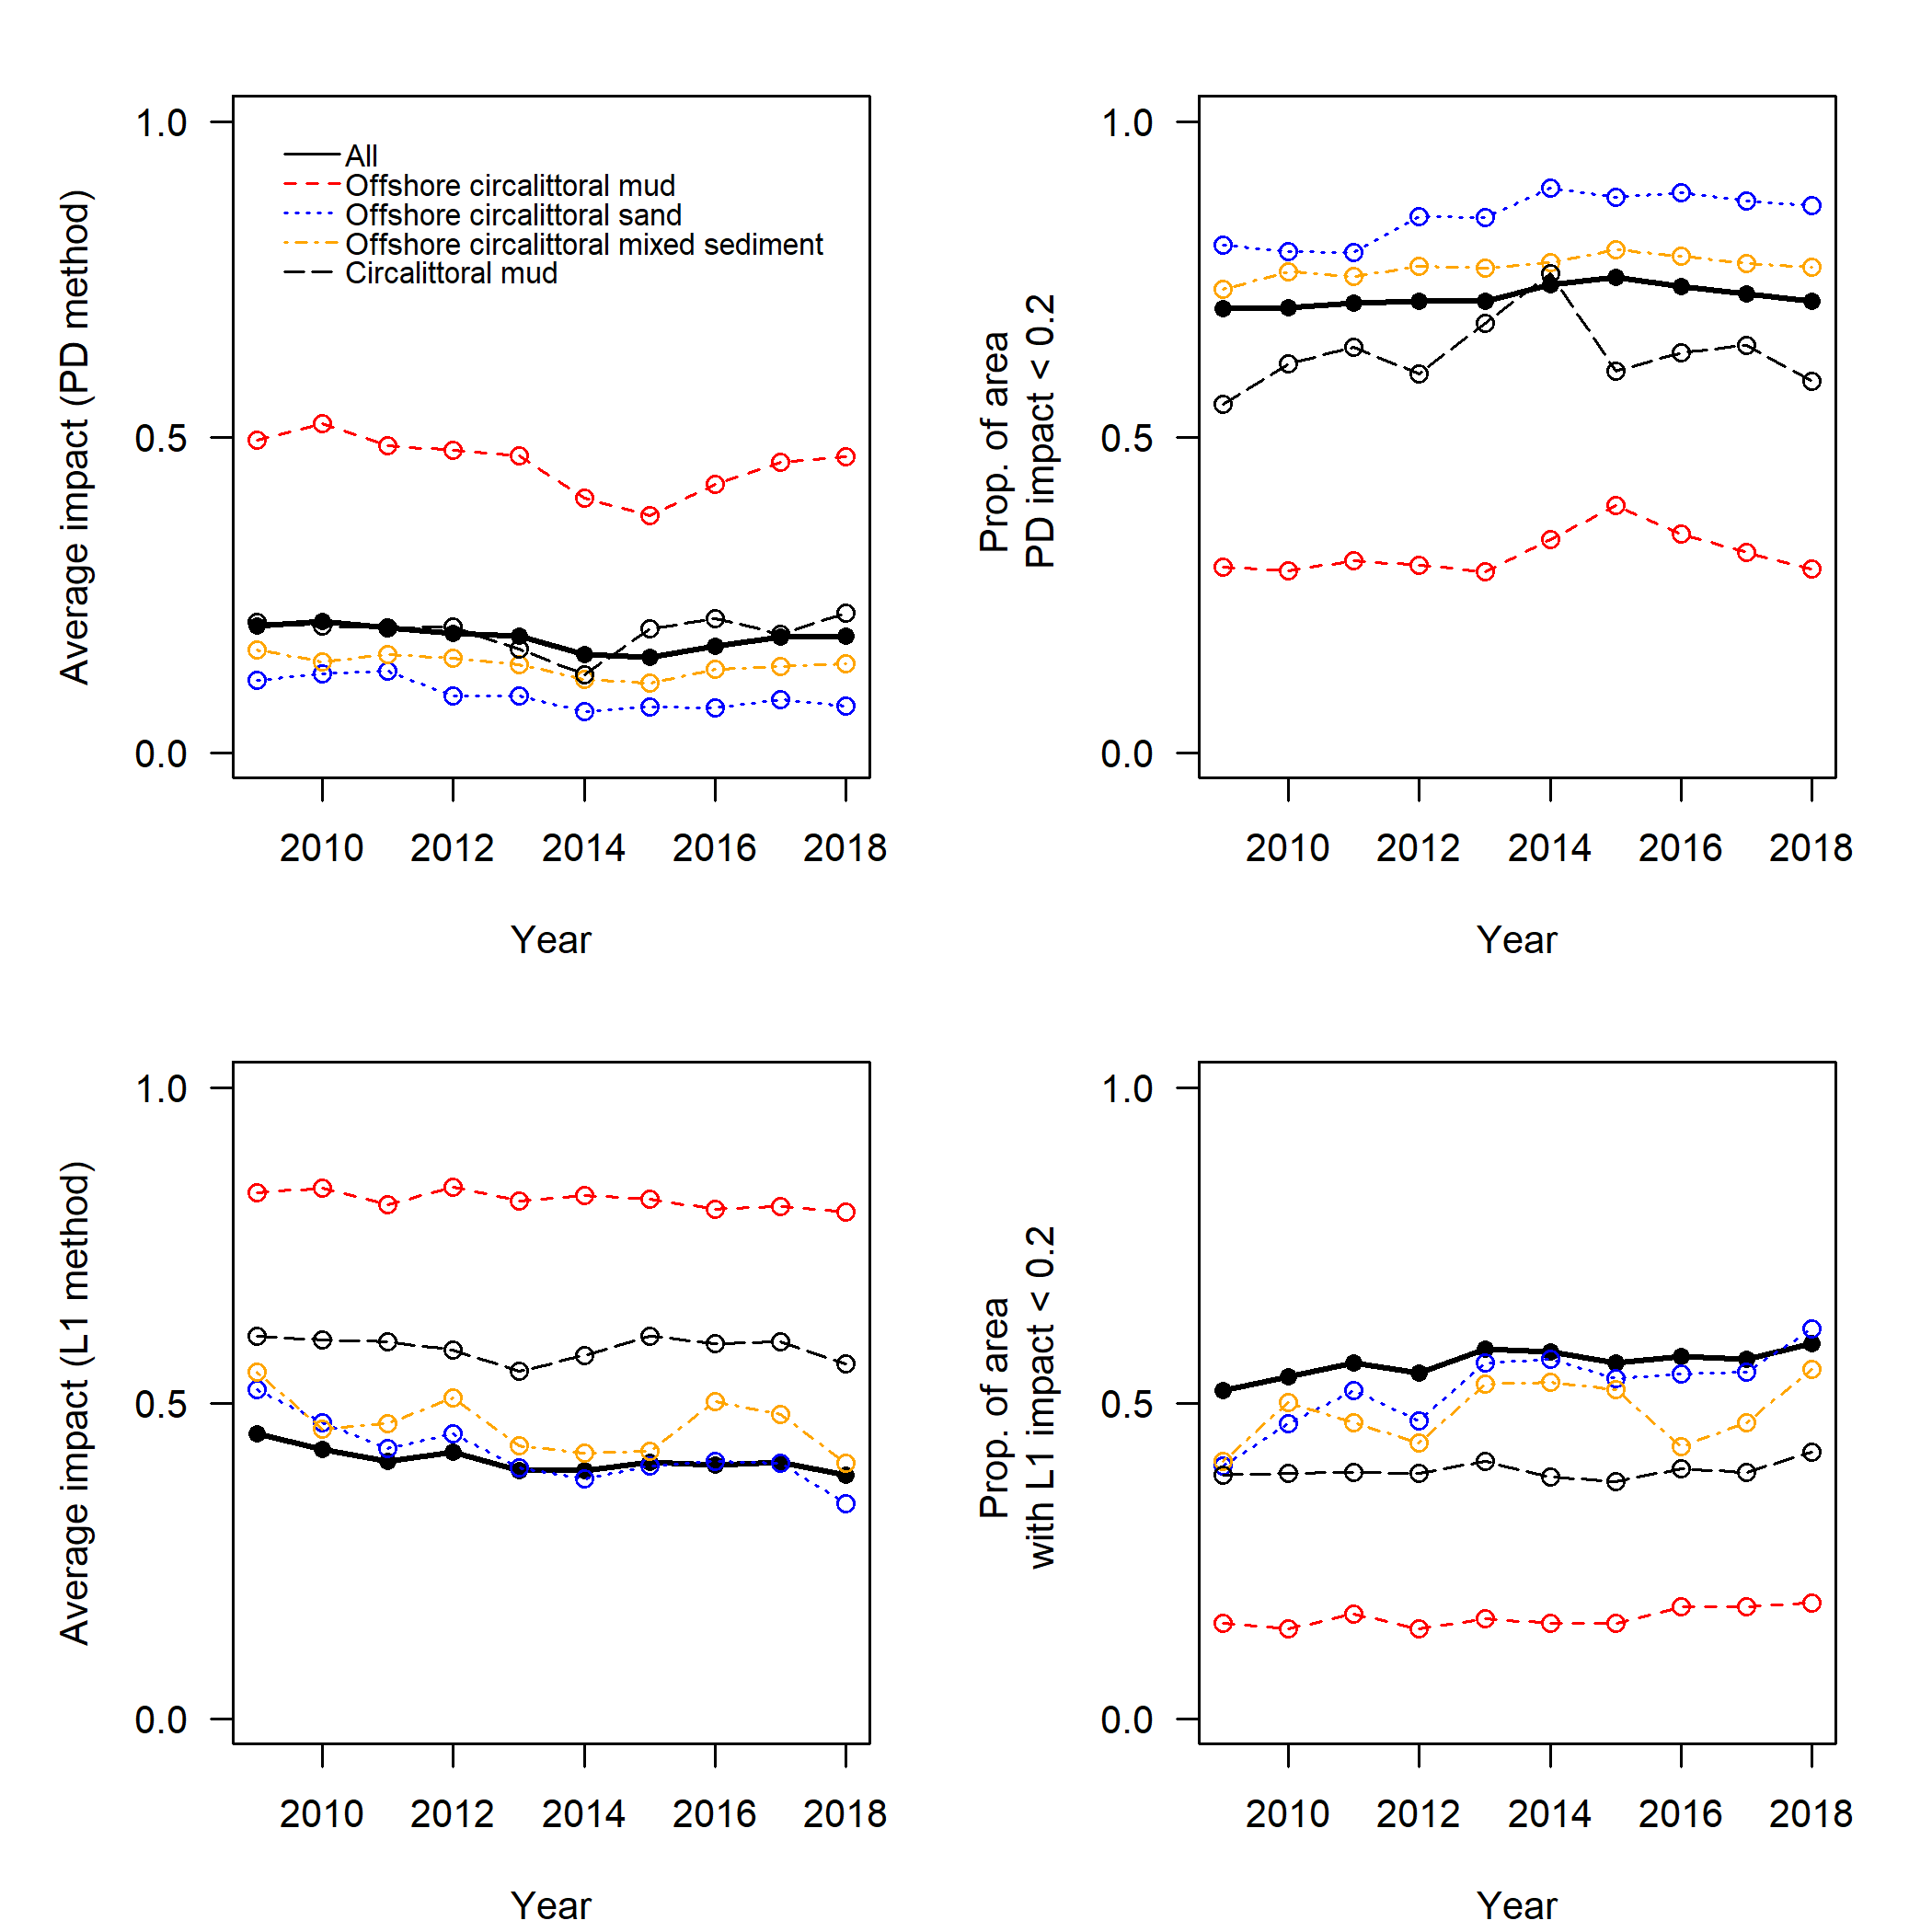 Average impact (PD method)
1.0
0.5
0.0
All
Offshore circalittoral mud
Offshore circalittoral sand
Offshore circalittoral mixed sediment
Circalittoral mud
2010 2012 2014 2016 2018
Year
Prop. of area
PD impact < 0.2
1.0
0.5
0.0
2010 2012 2014 2016 2018
Year
Average impact (L1 method)
1.0
0.5
0.0
2010 2012 2014 2016 2018
Year
Prop. of area
with L1 impact < 0.2
1.0
0.5
0.0
2010 2012 2014 2016 2018
Year